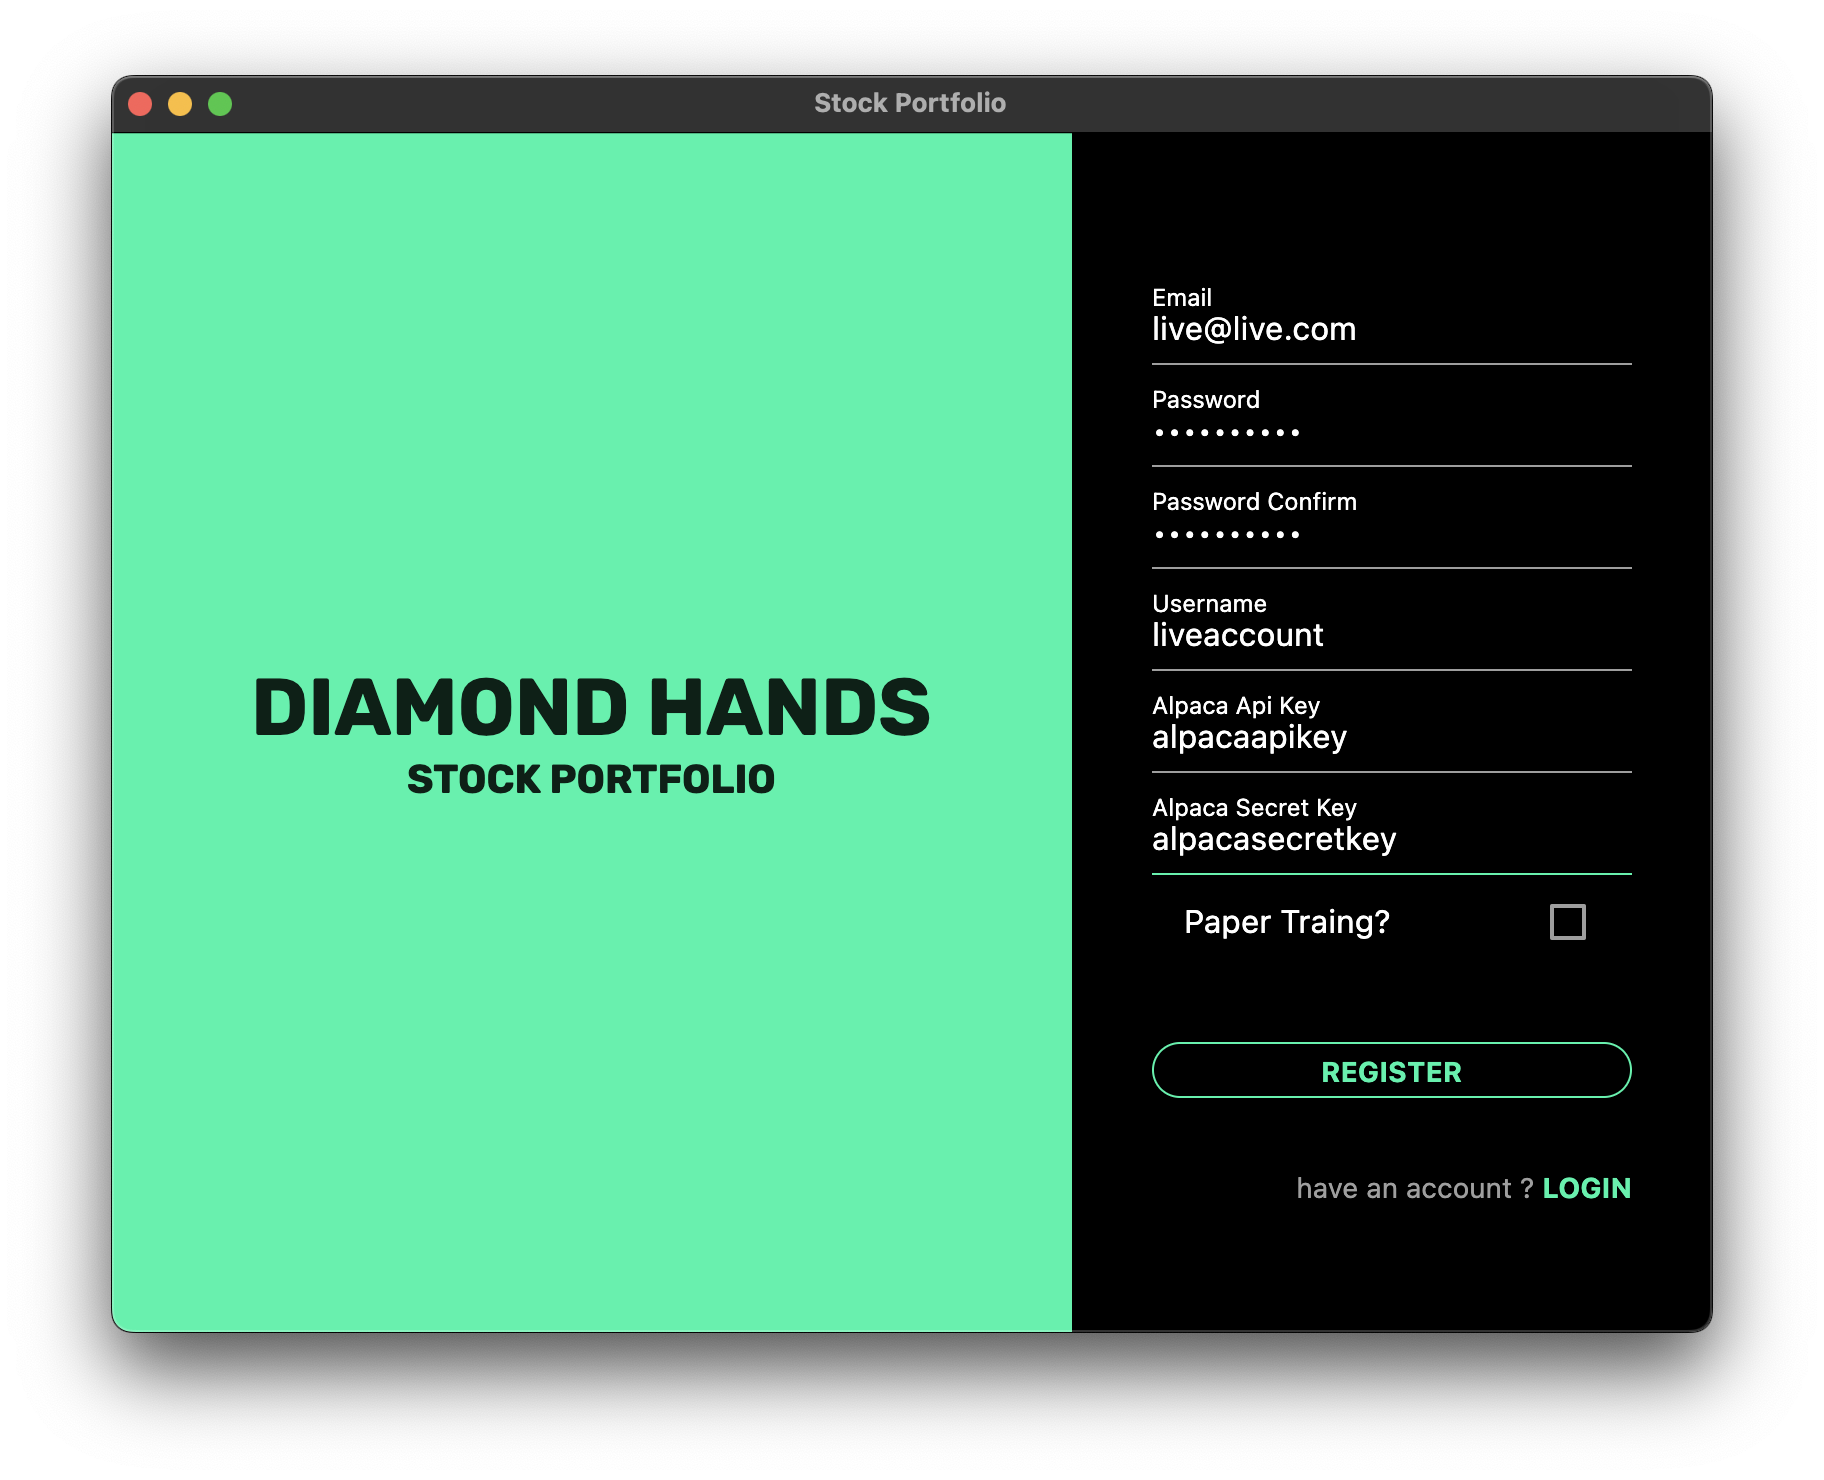 Stock Portfolio
DIAMOND HANDS
STOCK PORTFOLIO
Email
live@live.com
Password
••••••••••
Password Confirm
••••••••••
Username
liveaccount
Alpaca Api Key
alpacaapikey
Alpaca Secret Key
alpacasecretkey
Paper Traing?
REGISTER
have an account ? LOGIN